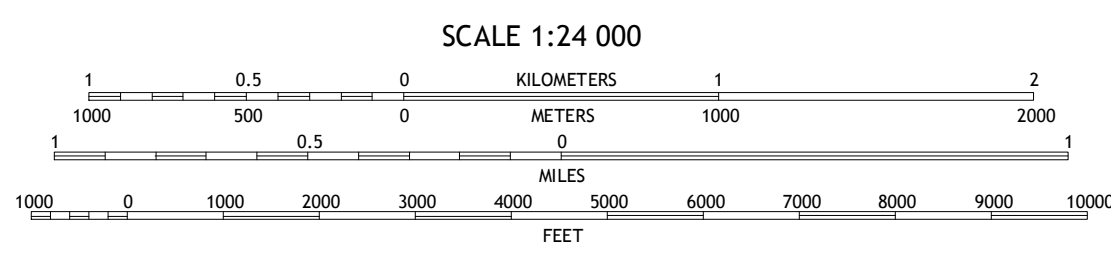 SCALE 1:24 000
1 0.5 0 KILOMETERS 1 2
1000 500 0 METERS 1000 2000
1 0.5 0 1
MILES
1000 0 1000 2000 3000 4000 5000 6000 7000 8000 9000 10000
FEET